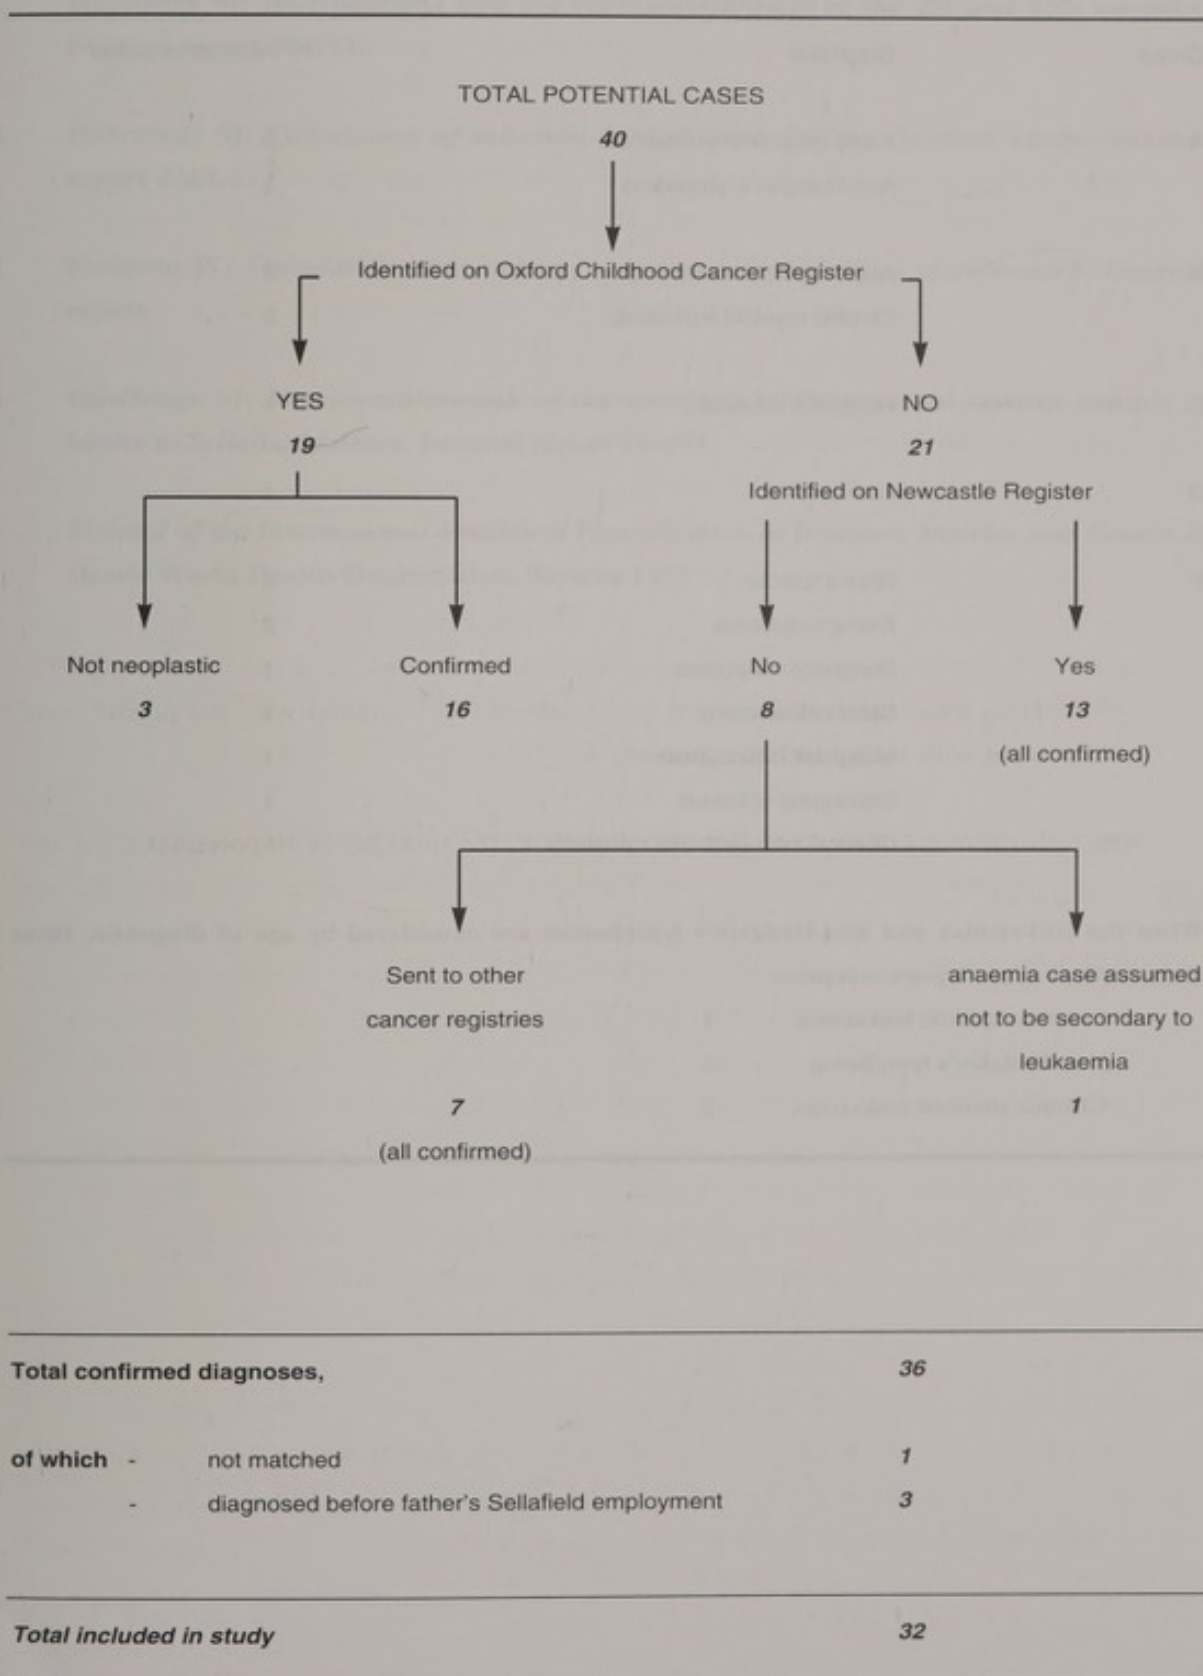 TOTAL POTENTIAL CASES
40
Identified on Oxford Childhood Cancer Register
YES
NO
19
21
Identified on Newcastle Register
Not neoplastic
Confirmed
No
Yes
3
16
8
13
(all confirmed)
Sent to other
cancer registries
7
(all confirmed)
anaemia case assumed
not to be secondary to
leukaemia
1
Total confirmed diagnoses,
36
of which - not matched
1
- diagnosed before father's Sellafield employment
3
Total included in study
32